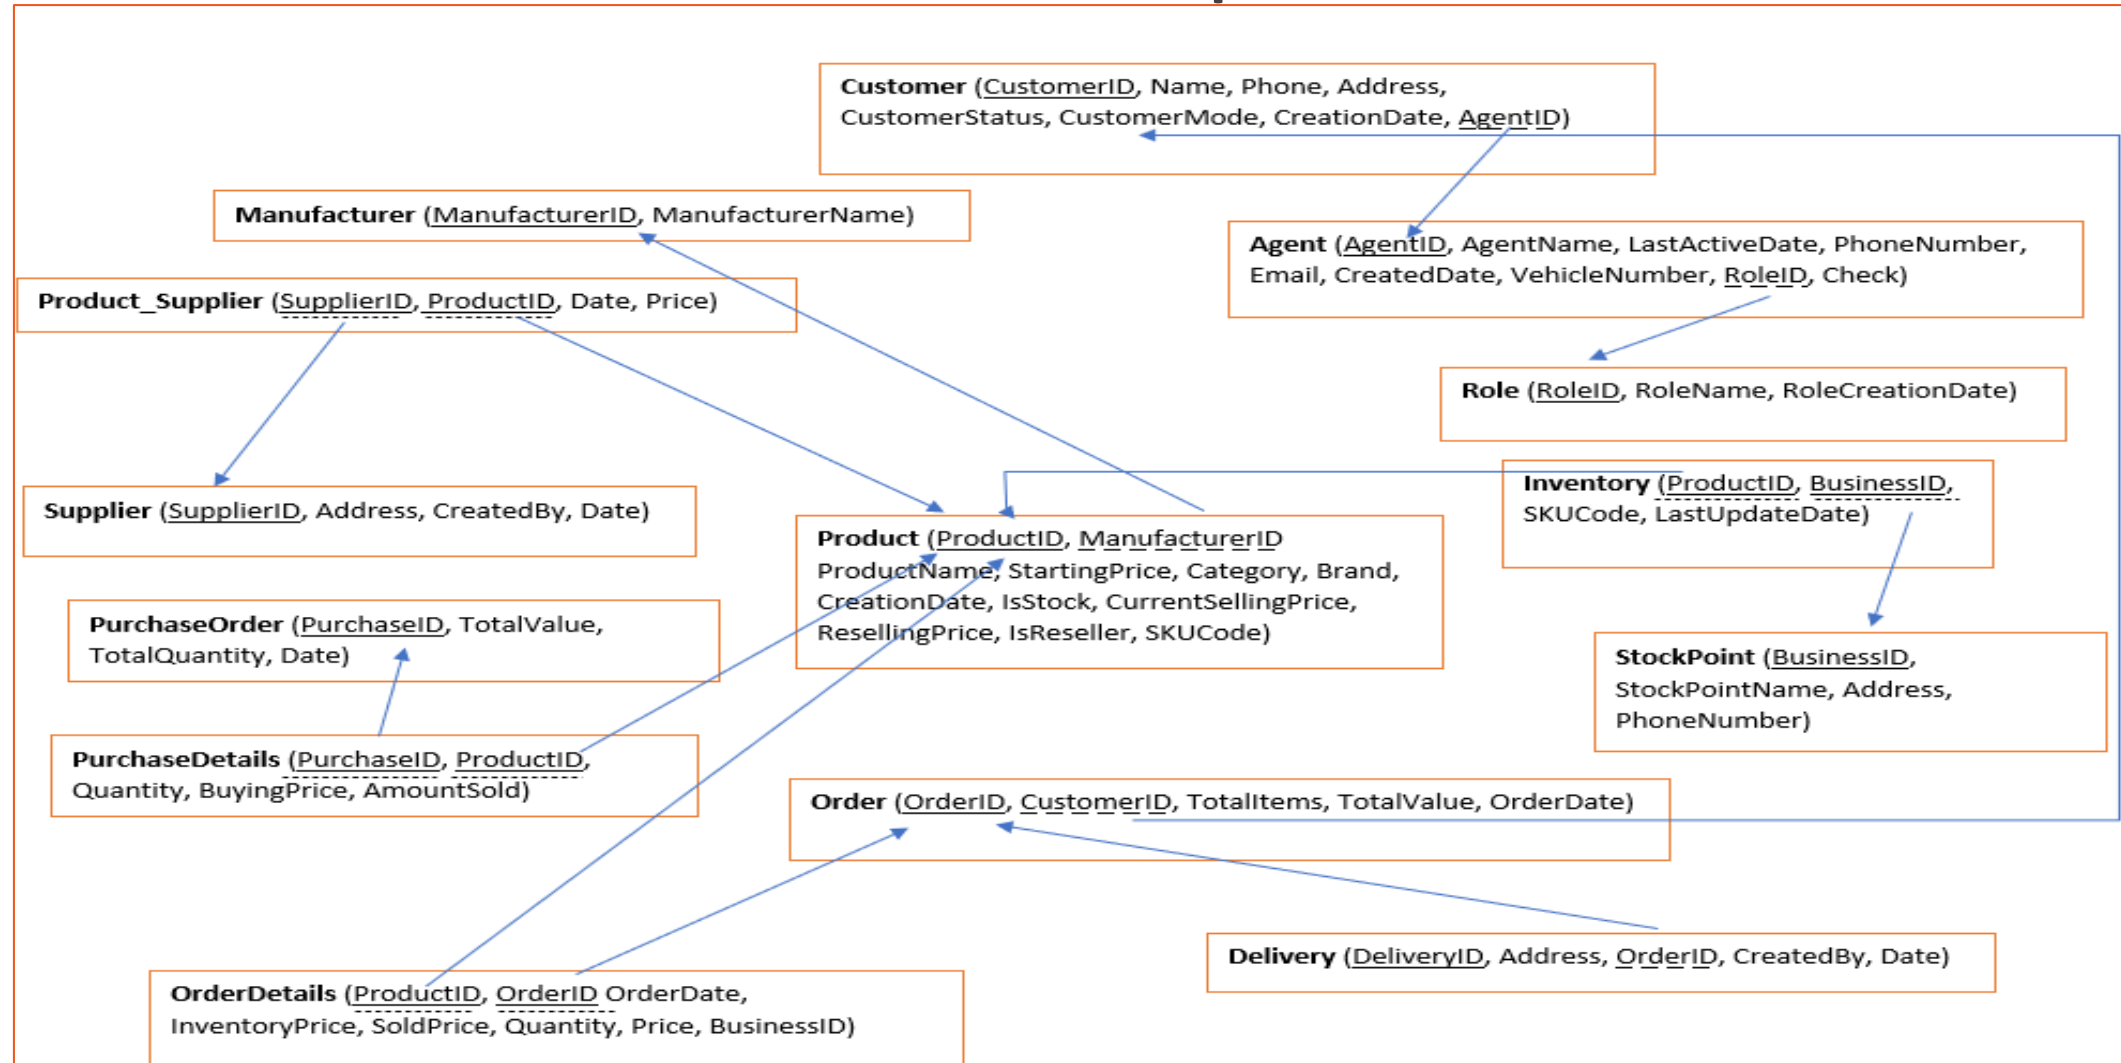 Customer (CustomerID, Name, Phone, Address,
CustomerStatus, CustomerMode, CreationDate, AgentID)
Manufacturer (ManufacturerID, ManufacturerName)
Agent (AgentID, AgentName, LastActiveDate, PhoneNumber,
Email, CreatedDate, VehicleNumber, RoleID, Check)
Product_Supplier (SupplierID, ProductID, Date, Price)
Role (RoleID, RoleName, RoleCreationDate)
Supplier (SupplierID, Address, CreatedBy, Date)
Inventory (ProductID, BusinessID,
SKUCode, LastUpdateDate)
Product (ProductID, ManufacturerID
ProductName, StartingPrice, Category, Brand,
CreationDate, IsStock, CurrentSellingPrice,
ResellingPrice, IsReseller, SKUCode)
PurchaseOrder (PurchaseID, TotalValue,
TotalQuantity, Date)
StockPoint (BusinessID,
StockPointName, Address,
PhoneNumber)
PurchaseDetails (PurchaseID, ProductID,
Quantity, BuyingPrice, AmountSold)
Order (OrderID, CustomerID, TotalItems, TotalValue, OrderDate)
Delivery (DeliveryID, Address, OrderID, CreatedBy, Date)
OrderDetails (ProductID, OrderID OrderDate,
InventoryPrice, SoldPrice, Quantity, Price, BusinessID)